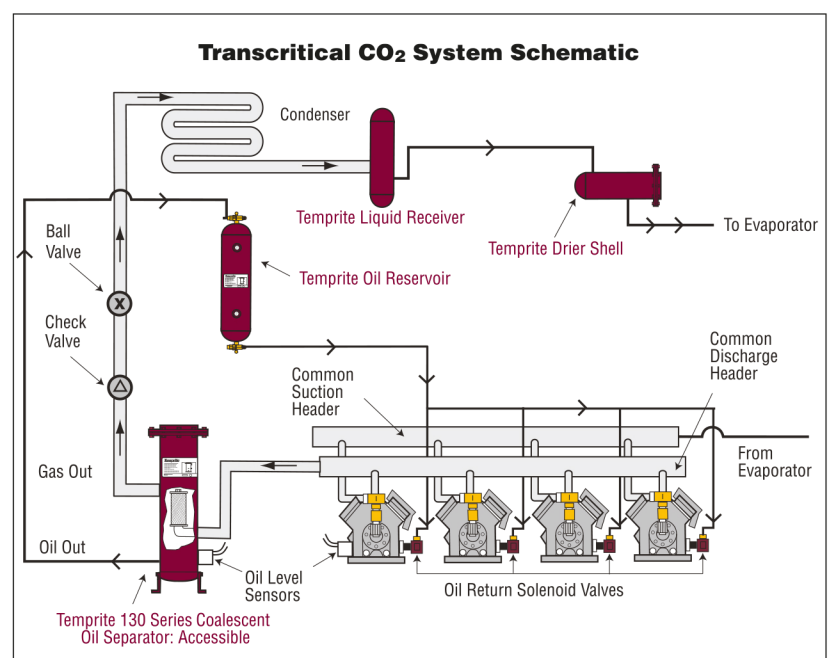 Transcritical CO₂ System Schematic
Condenser
Temprite Liquid Receiver
To Evaporator
Temprite Drier Shell
Ball
Valve
Temprite Oil Reservoir
Check
Valve
Common
Discharge
Header
Common
Suction
Header
X
From
Evaporator
Gas Out
Oil Out
Oil Level
Sensors
Oil Return Solenoid Valves
Temprite 130 Series Coalescent
Oil Separator: Accessible